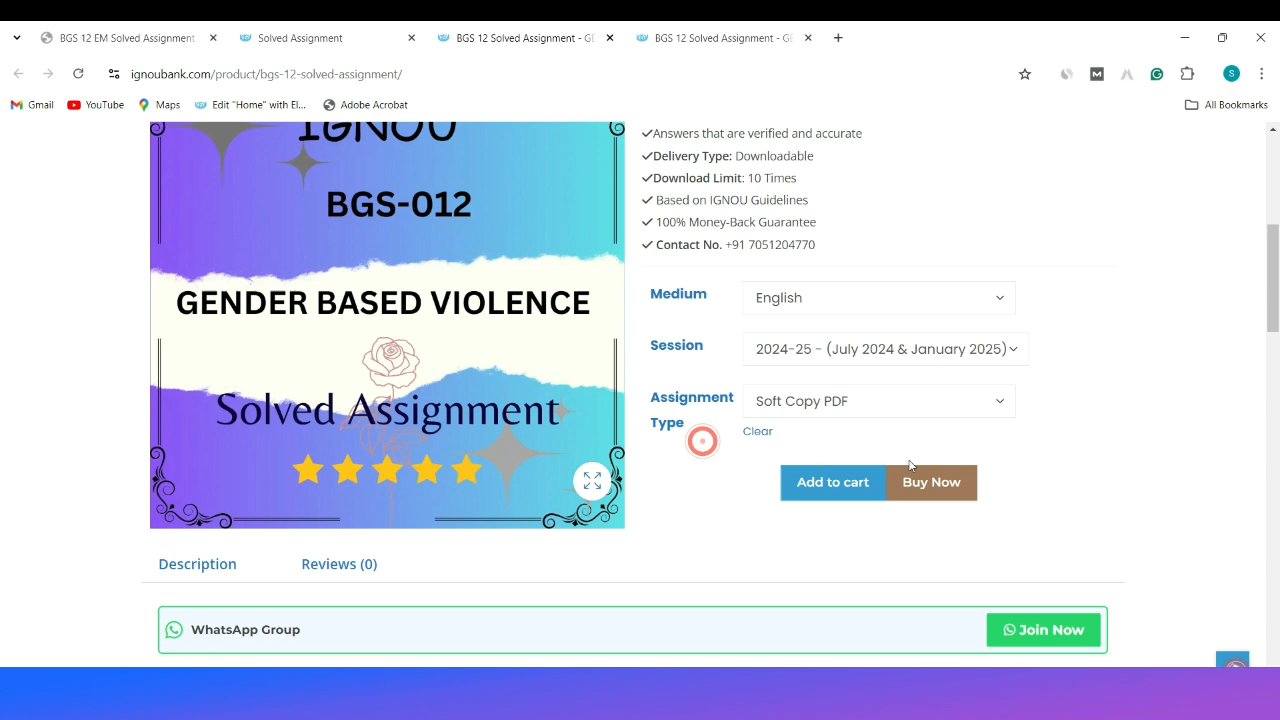 BGS 12 EM Solved Assignment
Solved Assignment
BGS 12 Solved Assignment - GE
BGS 12 Solved Assignment - GE
ignoubank.com/product/bgs-12-solved-assignment/
S
Gmail
YouTube
Maps
Edit "Home" with El...
Adobe Acrobat
All Bookmarks
IGNOU
BGS-012
GENDER BASED VIOLENCE
Solved Assignment
✓Answers that are verified and accurate
✓Delivery Type: Downloadable
✓Download Limit: 10 Times
✓ Based on IGNOU Guidelines
✓ 100% Money-Back Guarantee
✓ Contact No. +91 7051204770
Medium
English
Session
2024-25 - (July 2024 & January 2025)
Assignment
Type
Soft Copy PDF
Clear
Add to cart
Buy Now
Description
Reviews (0)
WhatsApp Group
Join Now